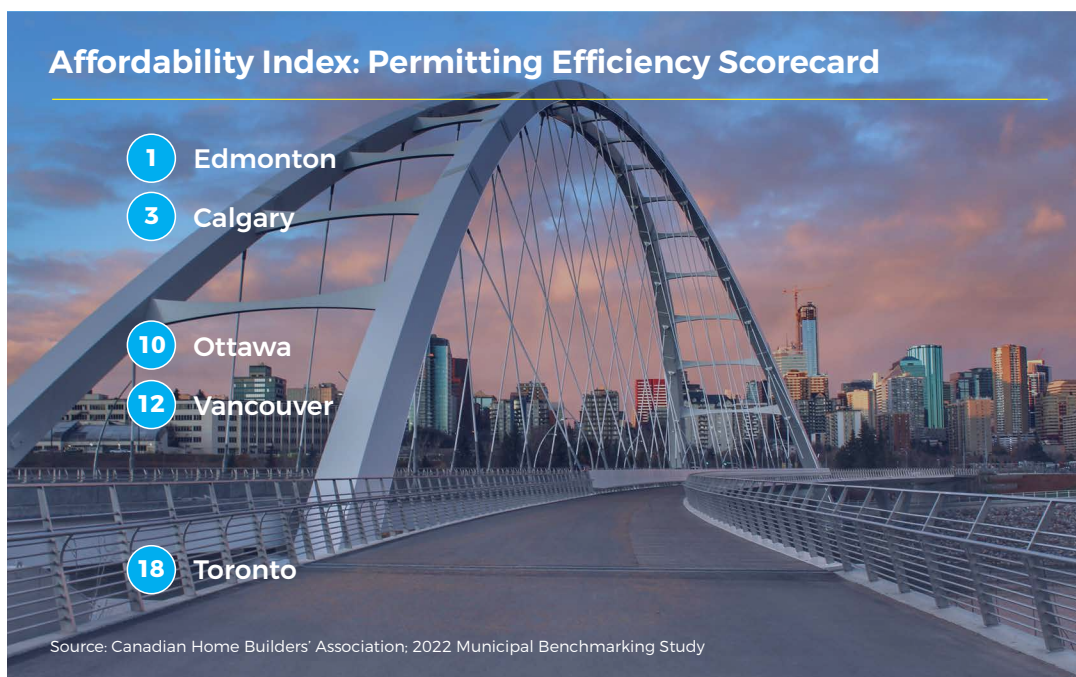 Affordability Index: Permitting Efficiency Scorecard
1 Edmonton
3 Calgary
10 Ottawa
12 Vancouver
18 Toronto
Source: Canadian Home Builders’ Association; 2022 Municipal Benchmarking Study